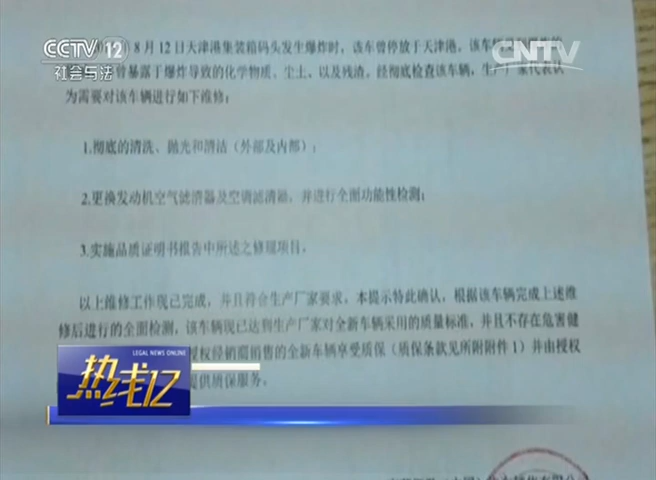 CCTV 12 社会与法
CNTV
8月12日天津港集装箱码头发生爆炸时，该车曾停放于天津港。该车
曾暴露于爆炸导致的化学物质、尘土、以及残渣。经彻底检查该车辆，生产厂家代表认
为需要对该车辆进行如下维修：
1.彻底的清洗、抛光和清洁（外部及内部）；
2.更换发动机空气滤清器及空调滤清器，并进行全面功能性检测；
3.实施品质证明书报告中所述之修理项目。
以上维修工作现已完成，并且符合生产厂家要求。本提示特此确认，根据该车辆完成上述维
修后进行的全面检测，该车辆现已达到生产厂家对全新车辆采用的质量标准，并且不存在危害健
授权经销商销售的全新车辆享受质保（质保条款见所附附件1）并由授权
提供质保服务。
LEGAL NEWS ONLINE
热线12